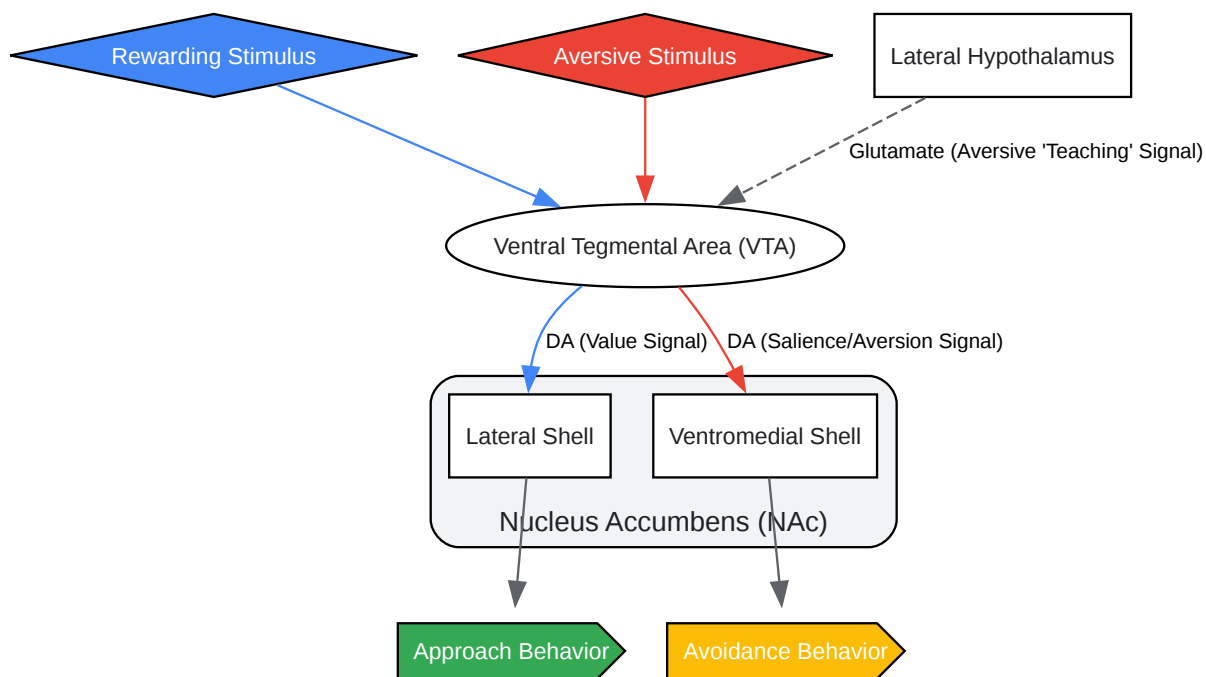 Rewarding Stimulus
Aversive Stimulus
Lateral Hypothalamus
Glutamate (Aversive 'Teaching' Signal)
Ventral Tegmental Area (VTA)
DA (Value Signal)
DA (Salience/Aversion Signal)
Lateral Shell
Ventromedial Shell
Nucleus Accumbens (NAc)
Approach Behavior
Avoidance Behavior